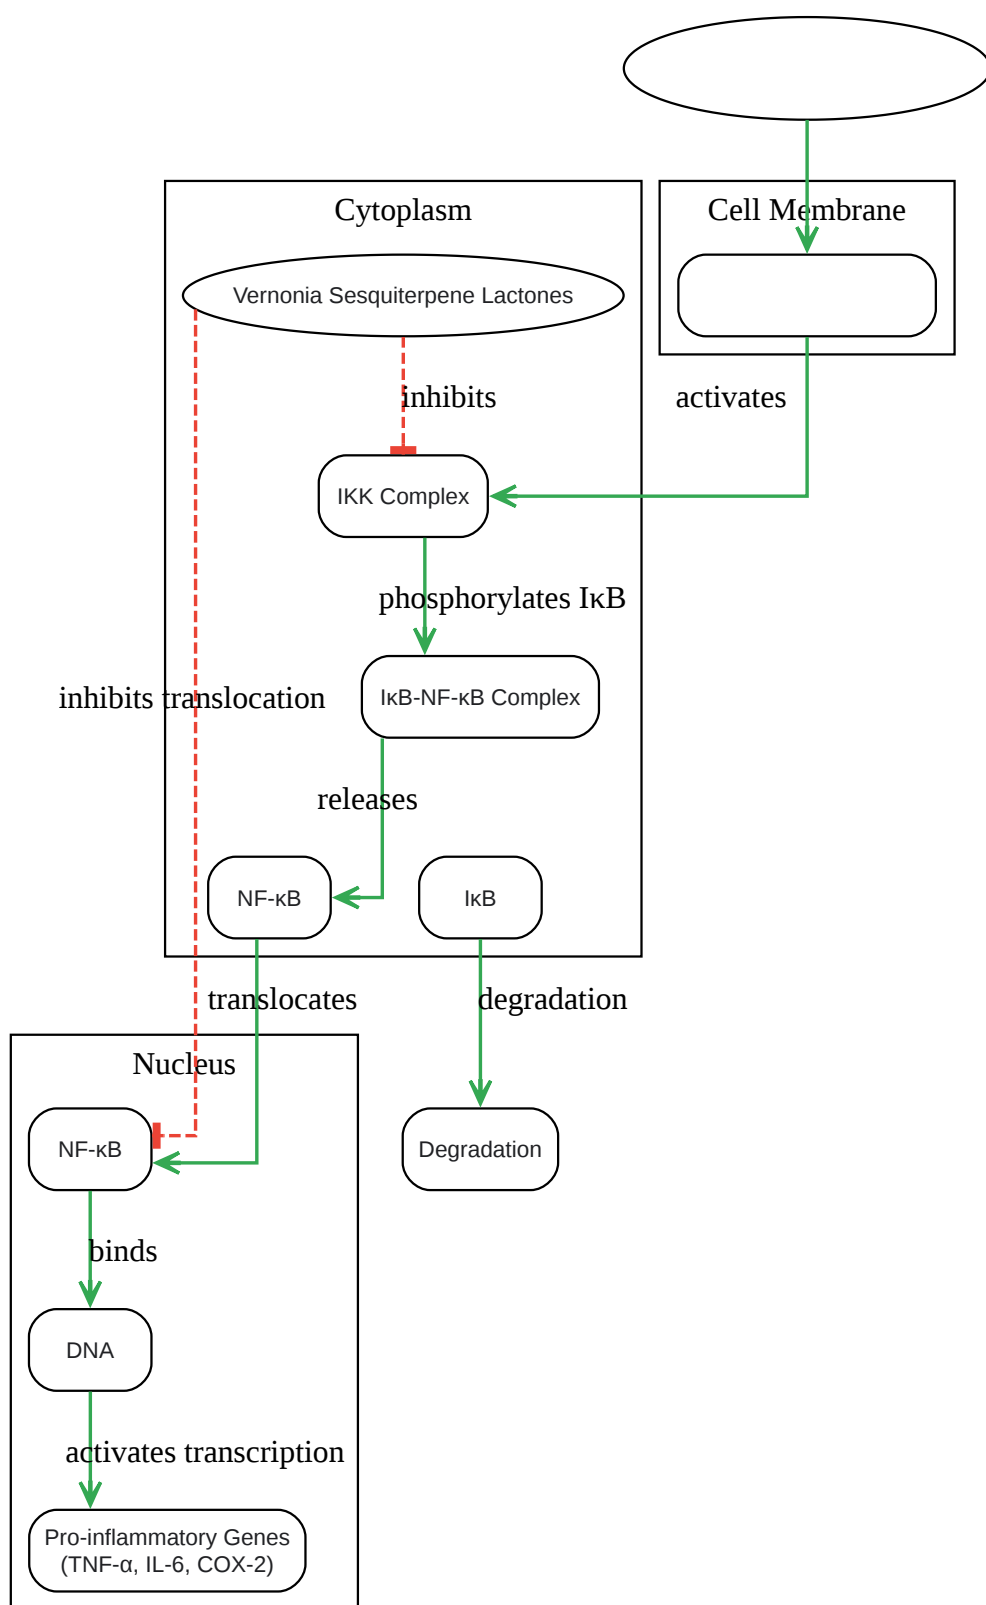 Cytoplasm
Cell Membrane
Vernonia Sesquiterpene Lactones
inhibits
activates
IKK Complex
phosphorylates IκB
inhibits translocation
IκB-NF-κB Complex
releases
NF-κB
IκB
translocates
degradation
Nucleus
NF-κB
Degradation
binds
DNA
activates transcription
Pro-inflammatory Genes
(TNF-α, IL-6, COX-2)